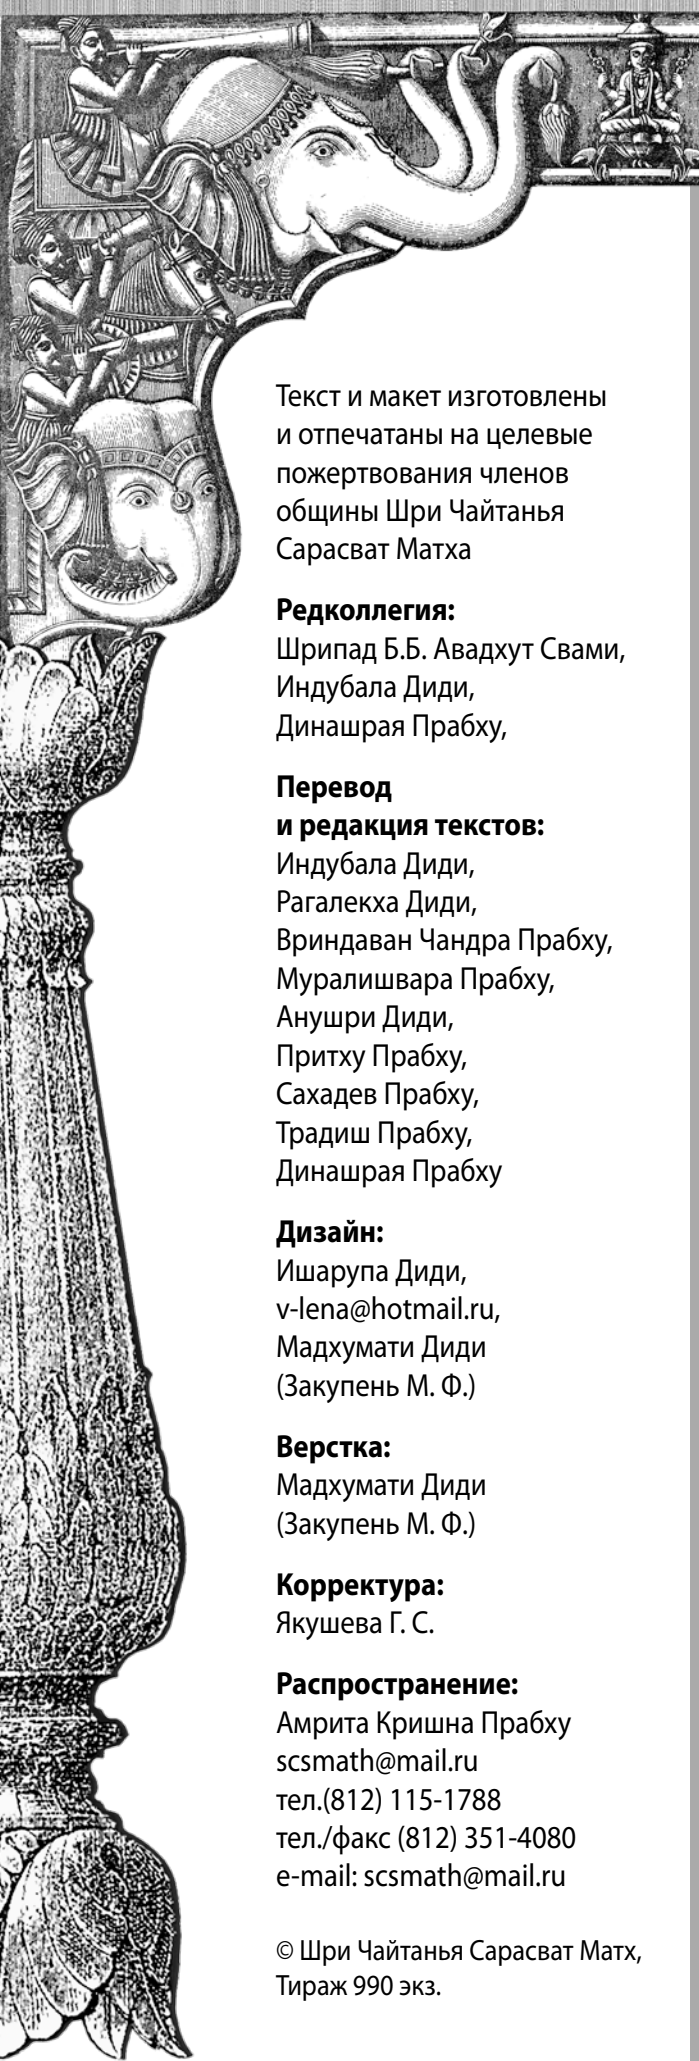 Текст и макет изготовлены
и отпечатаны на целевые
пожертвования членов
общины Шри Чайтанья
Сарасват Матха
Редколлегия:
Шрипад Б.Б. Авадхут Свами,
Индубала Диди,
Динашрая Прабху,
Перевод
и редакция текстов:
Индубала Диди,
Рагалекха Диди,
Вриндаван Чандра Прабху,
Муралишвара Прабху,
Анушри Диди,
Притху Прабху,
Сахадев Прабху,
Традиш Прабху,
Динашрая Прабху
Дизайн:
Ишарупа Диди,
v-lena@hotmail.ru,
Мадхумати Диди
(Закупень М. Ф.)
Верстка:
Мадхумати Диди
(Закупень М. Ф.)
Корректура:
Якушева Г. С.
Распространение:
Амрита Кришна Прабху
scsmath@mail.ru
тел.(812) 115-1788
тел./факс (812) 351-4080
e-mail: scsmath@mail.ru
© Шри Чайтанья Сарасват Матх,
Тираж 990 экз.